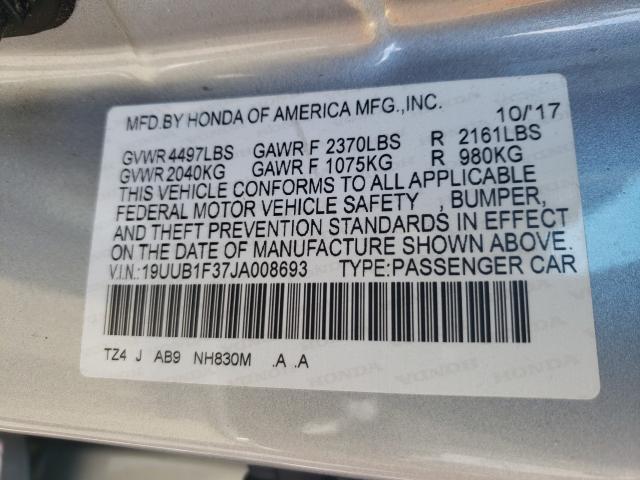 MFD.BY HONDA OF AMERICA MFG.,INC. 10/'17
GVWR 4497LBS GAWR F 2370LBS R 2161LBS
GVWR 2040KG GAWR F 1075KG R 980KG
THIS VEHICLE CONFORMS TO ALL APPLICABLE
FEDERAL MOTOR VEHICLE SAFETY , BUMPER,
AND THEFT PREVENTION STANDARDS IN EFFECT
ON THE DATE OF MANUFACTURE SHOWN ABOVE.
V.I.N.:19UUB1F37JA008693 TYPE:PASSENGER CAR
TZ4 J AB9 NH830M .A .A